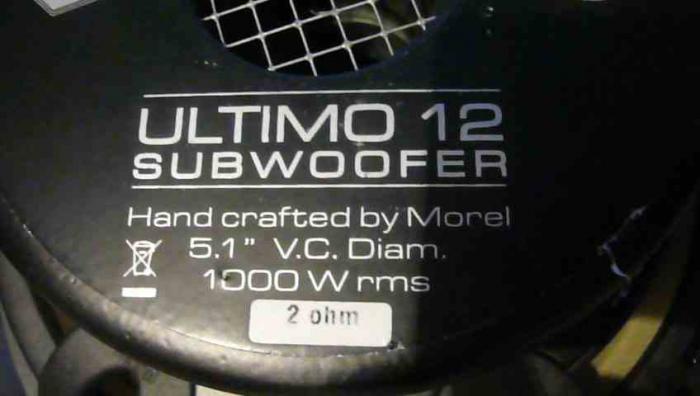 ULTIMO 12
SUBWOOFER
Hand crafted by Morel
5.1" V.C. Diam.
1000 W rms
2 ohm